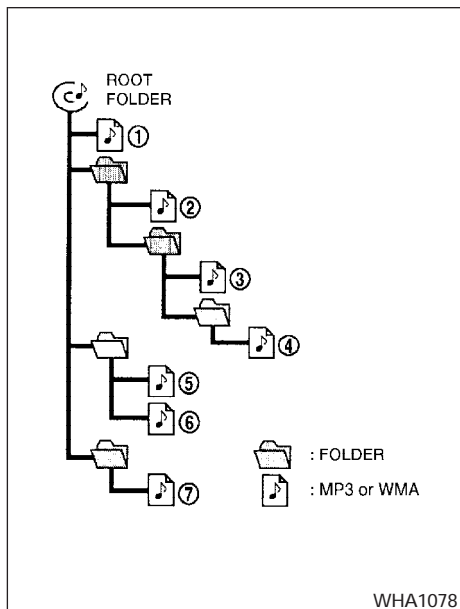 ROOT
FOLDER
①
②
③
④
⑤
⑥
⑦
: FOLDER
: MP3 or WMA
WHA1078